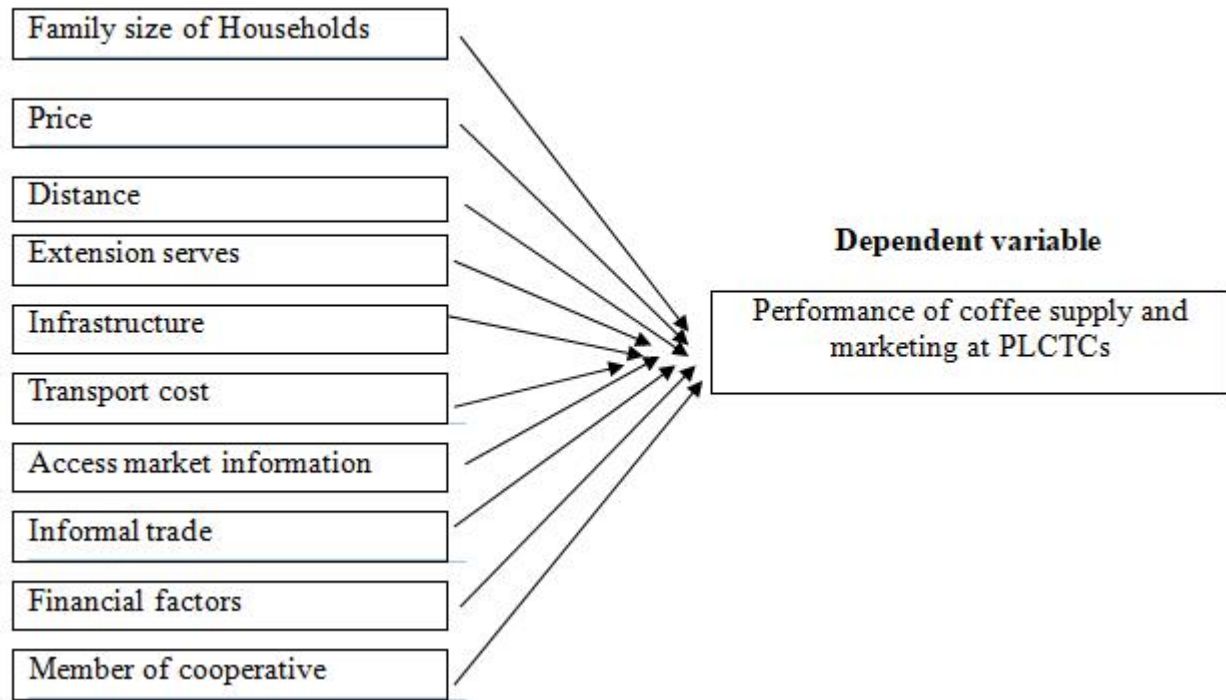 Family size of Households
Price
Distance
Extension serves
Infrastructure
Transport cost
Access market information
Informal trade
Financial factors
Member of cooperative
Dependent variable
Performance of coffee supply and
marketing at PLCTCs